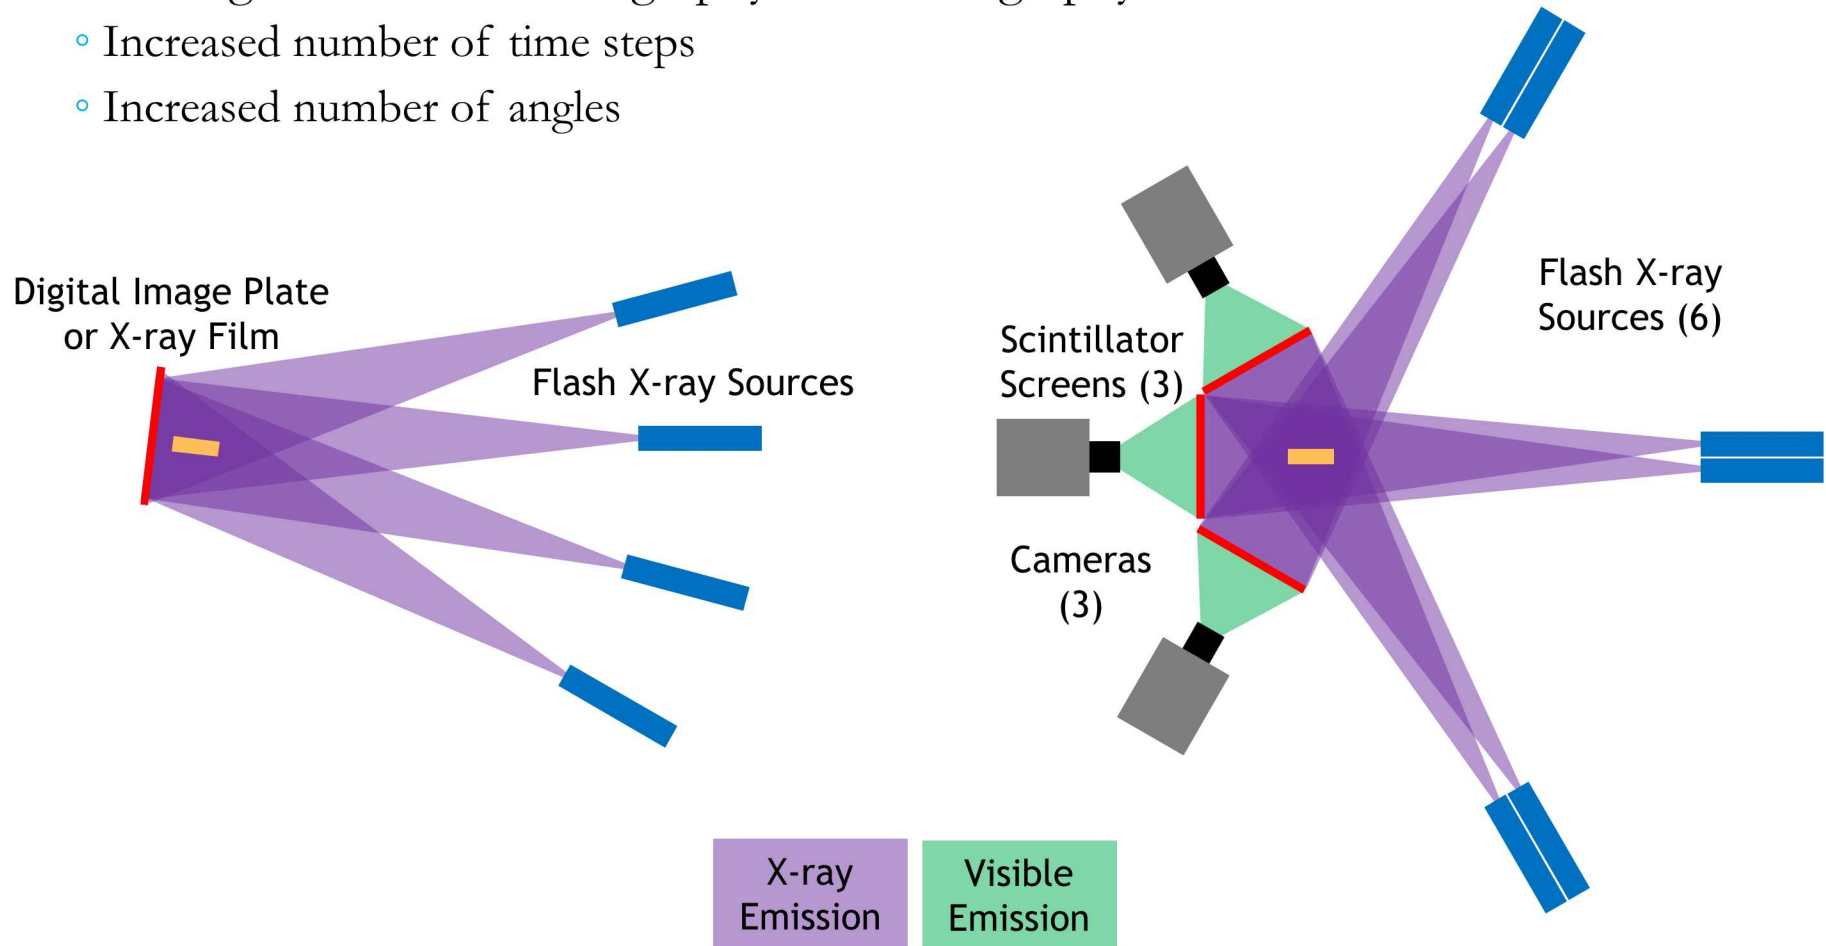 ◦ Increased number of time steps
◦ Increased number of angles
Digital Image Plate
or X-ray Film
Flash X-ray Sources
Scintillator
Screens (3)
Flash X-ray
Sources (6)
Cameras
(3)
X-ray
Emission
Visible
Emission